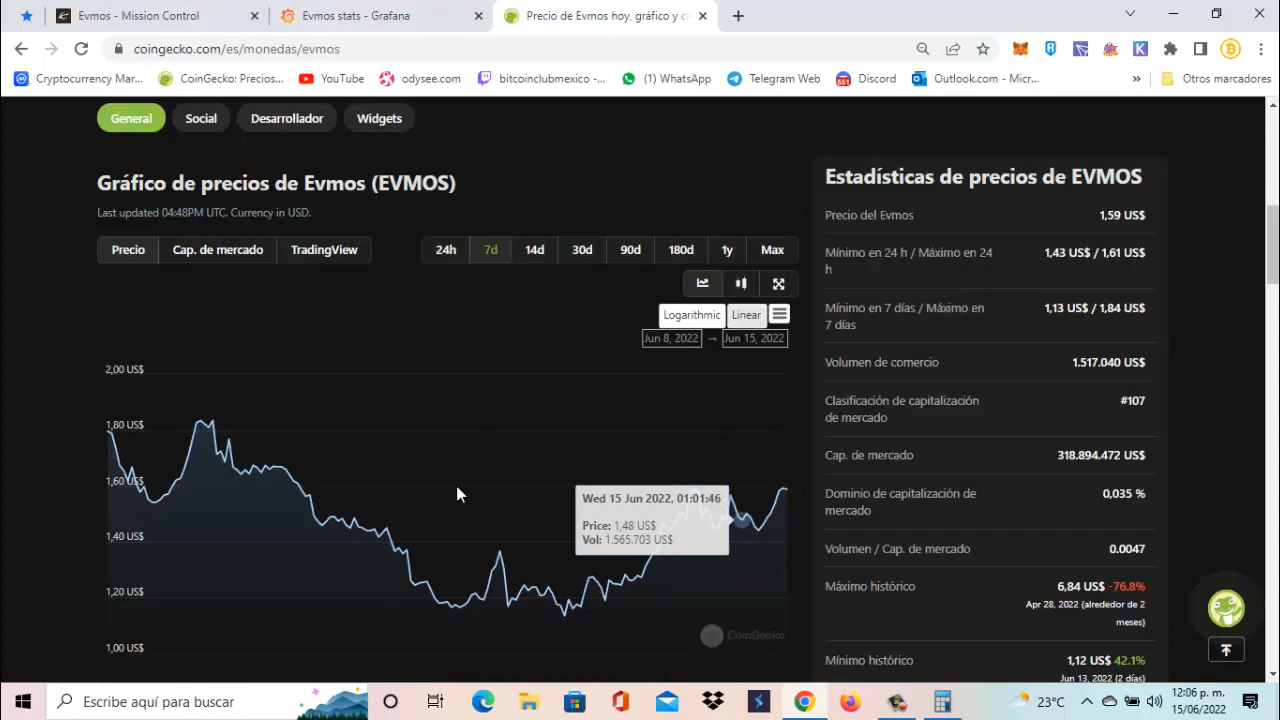 Evmos - Mission Control
Evmos stats - Grafana
Precio de Evmos hoy, gráfico y c
coingecko.com/es/monedas/evmos
Cryptocurrency Mar...
CoinGecko: Precios...
YouTube
odysee.com
bitcoinclubmexico -...
(1) WhatsApp
Telegram Web
551
Discord
Outlook.com - Micr...
»
Otros marcadores
General
Social
Desarrollador
Widgets
Gráfico de precios de Evmos (EVMOS)
Last updated 04:48PM UTC. Currency in USD.
Precio
Cap. de mercado
TradingView
24h
7d
14d
30d
90d
180d
1y
Max
Logarithmic
Linear
Jun 8, 2022 → Jun 15, 2022
2,00 US$
1,80 US$
1,60 US$
1,40 US$
1,20 US$
1,00 US$
Wed 15 Jun 2022, 01:01:46
Price: 1,48 US$
Vol: 1.565.703 US$
CoinGecko
Estadísticas de precios de EVMOS
Precio del Evmos
1,59 US$
Mínimo en 24 h / Máximo en 24
h
1,43 US$ / 1,61 US$
Mínimo en 7 días / Máximo en
7 días
1,13 US$ / 1,84 US$
Volumen de comercio
1.517.040 US$
Clasificación de capitalización
de mercado
#107
Cap. de mercado
318.894.472 US$
Dominio de capitalización de
mercado
0,035 %
Volumen / Cap. de mercado
0.0047
Máximo histórico
6,84 US$ -76.8%
Apr 28, 2022 (alrededor de 2
meses)
Mínimo histórico
1,12 US$ 42.1%
Jun 13, 2022 (2 días)
Escribe aquí para buscar
23°C
12:06 p. m.
15/06/2022